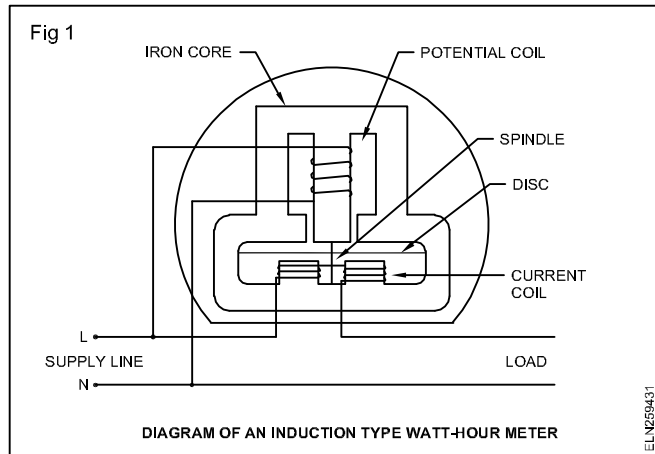 Fig 1
IRON CORE
POTENTIAL COIL
SPINDLE
DISC
CURRENT
COIL
L
SUPPLY LINE
LOAD
N
DIAGRAM OF AN INDUCTION TYPE WATT-HOUR METER
ELN259431